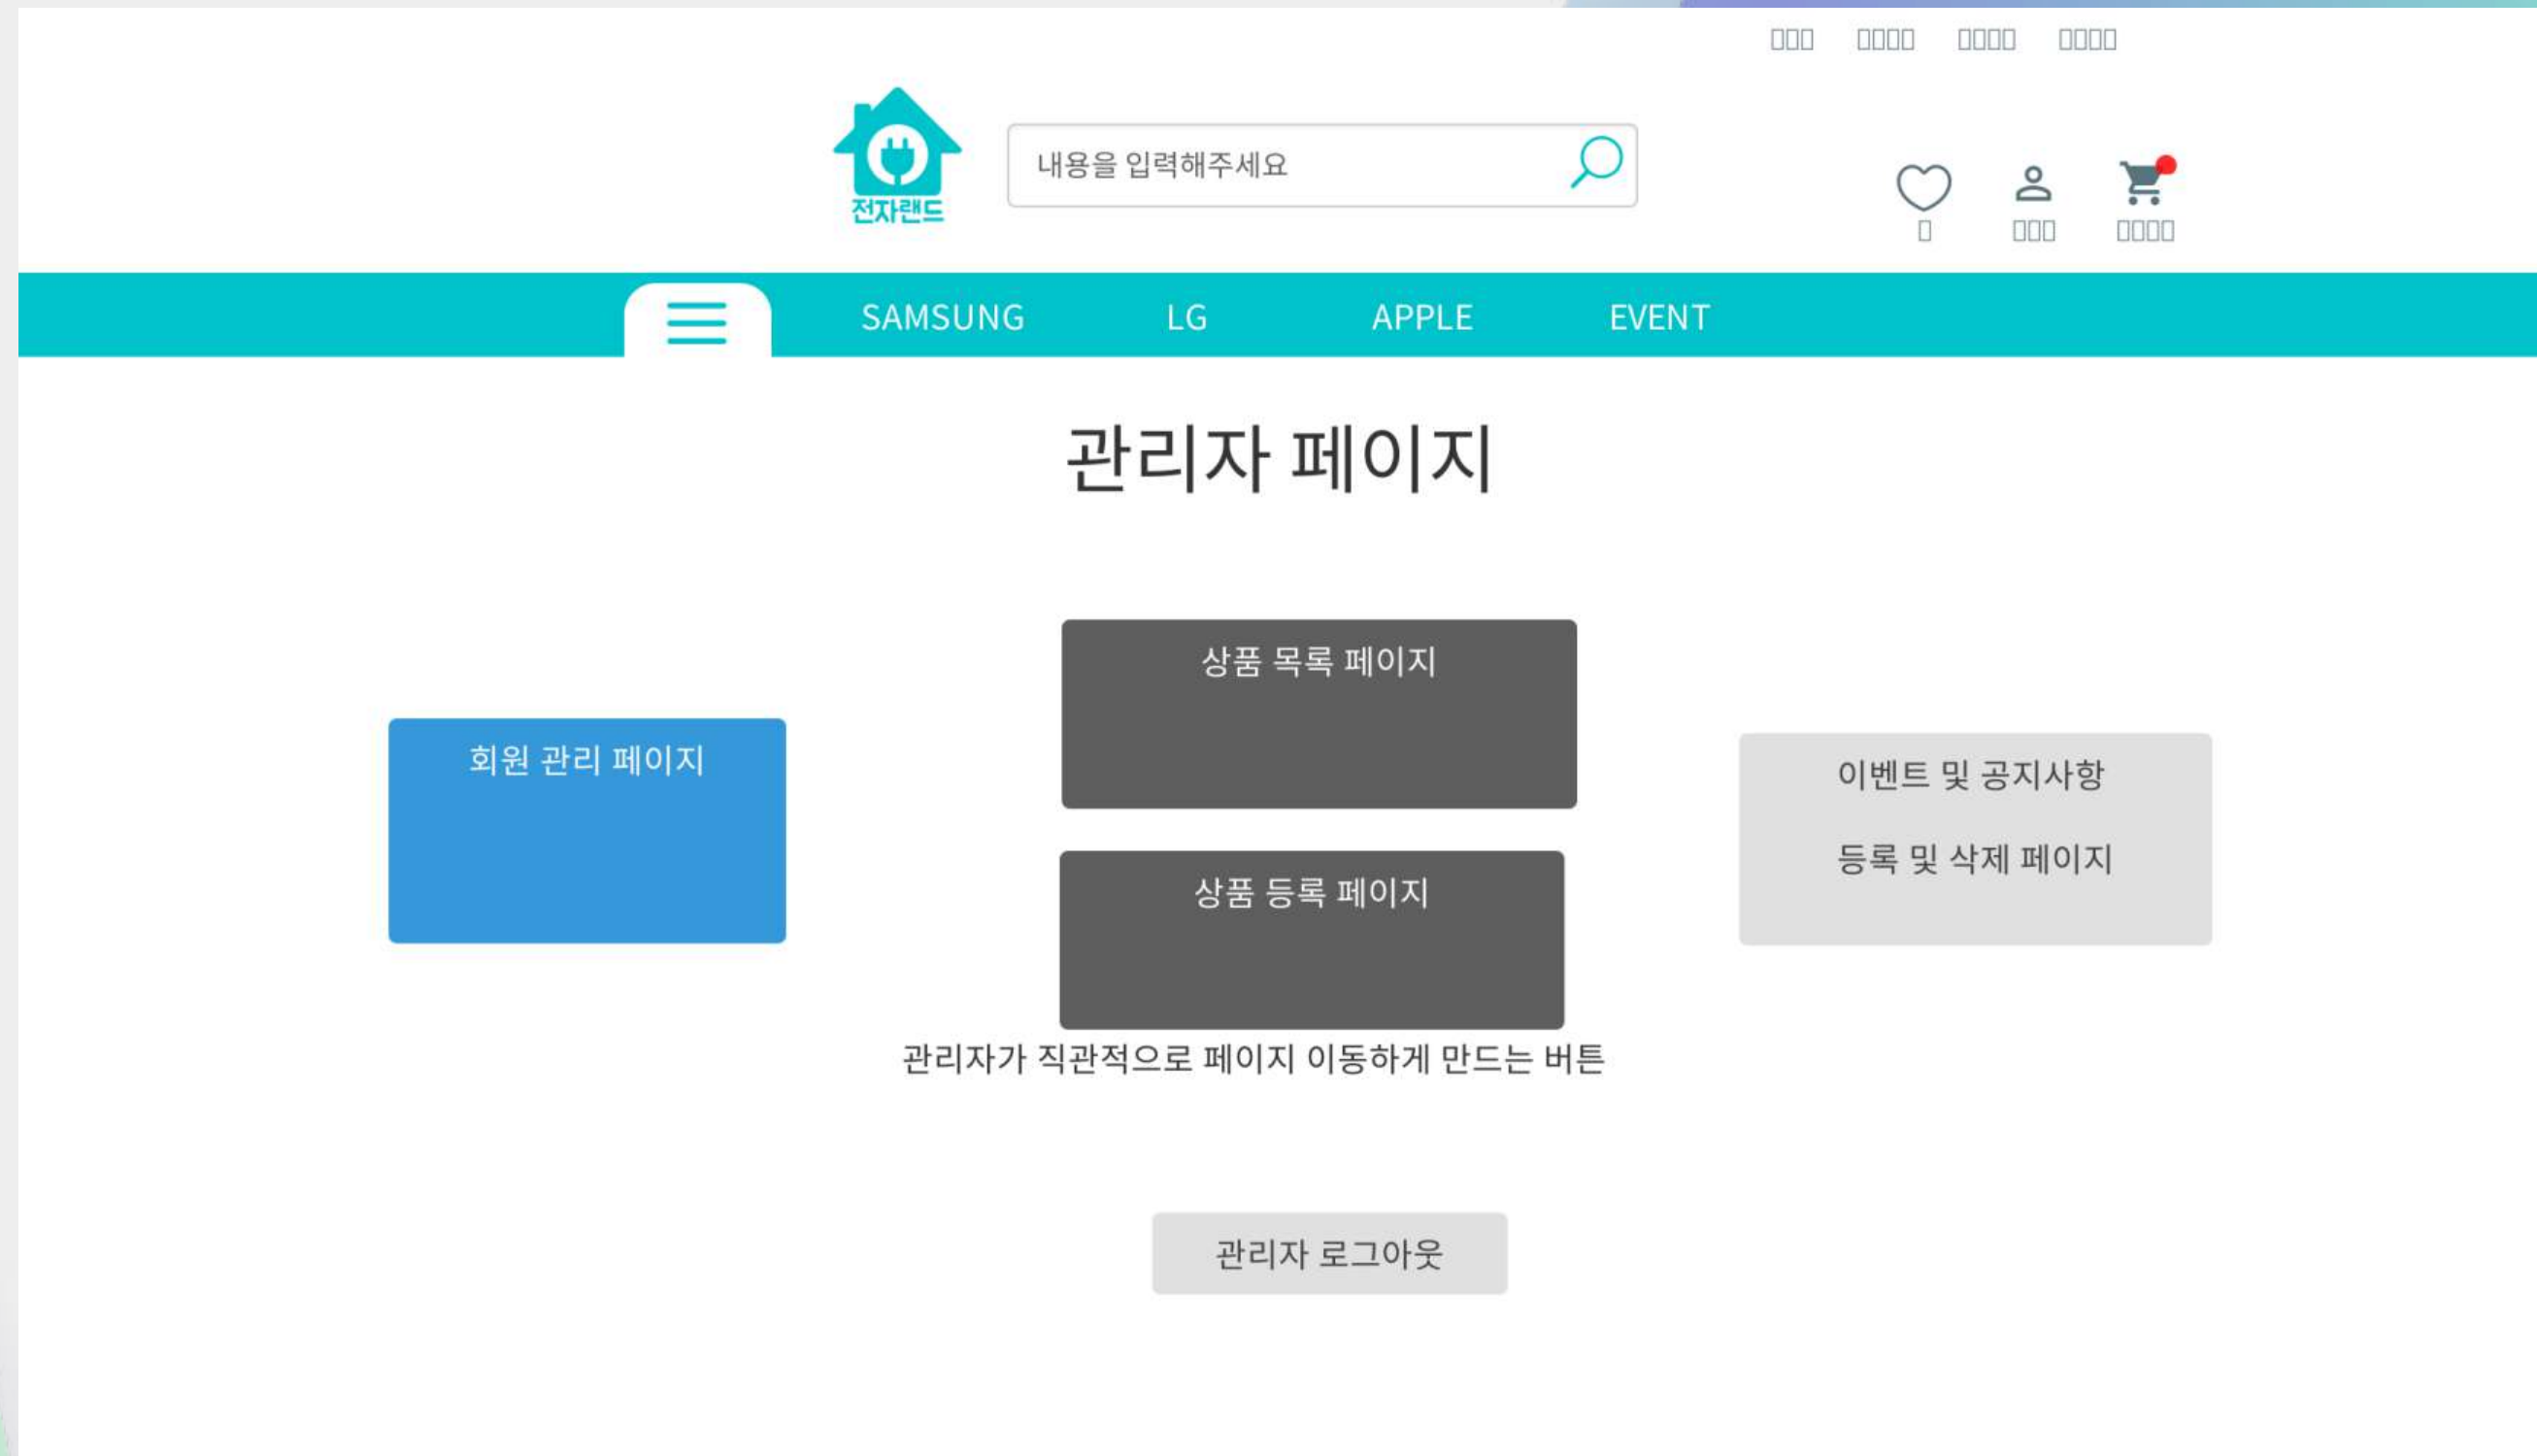 내용을 입력해주세요
전자랜드
SAMSUNG LG APPLE EVENT
관리자 페이지
상품 목록 페이지
회원 관리 페이지
이벤트 및 공지사항
등록 및 삭제 페이지
상품 등록 페이지
관리자가 직관적으로 페이지 이동하게 만드는 버튼
관리자 로그아웃